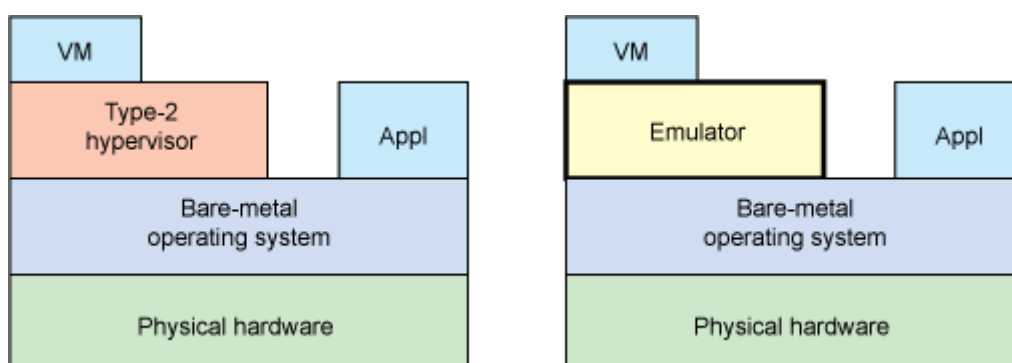 VM
Type-2
hypervisor
Appl
Bare-metal
operating system
Physical hardware
VM
Emulator
Appl
Bare-metal
operating system
Physical hardware